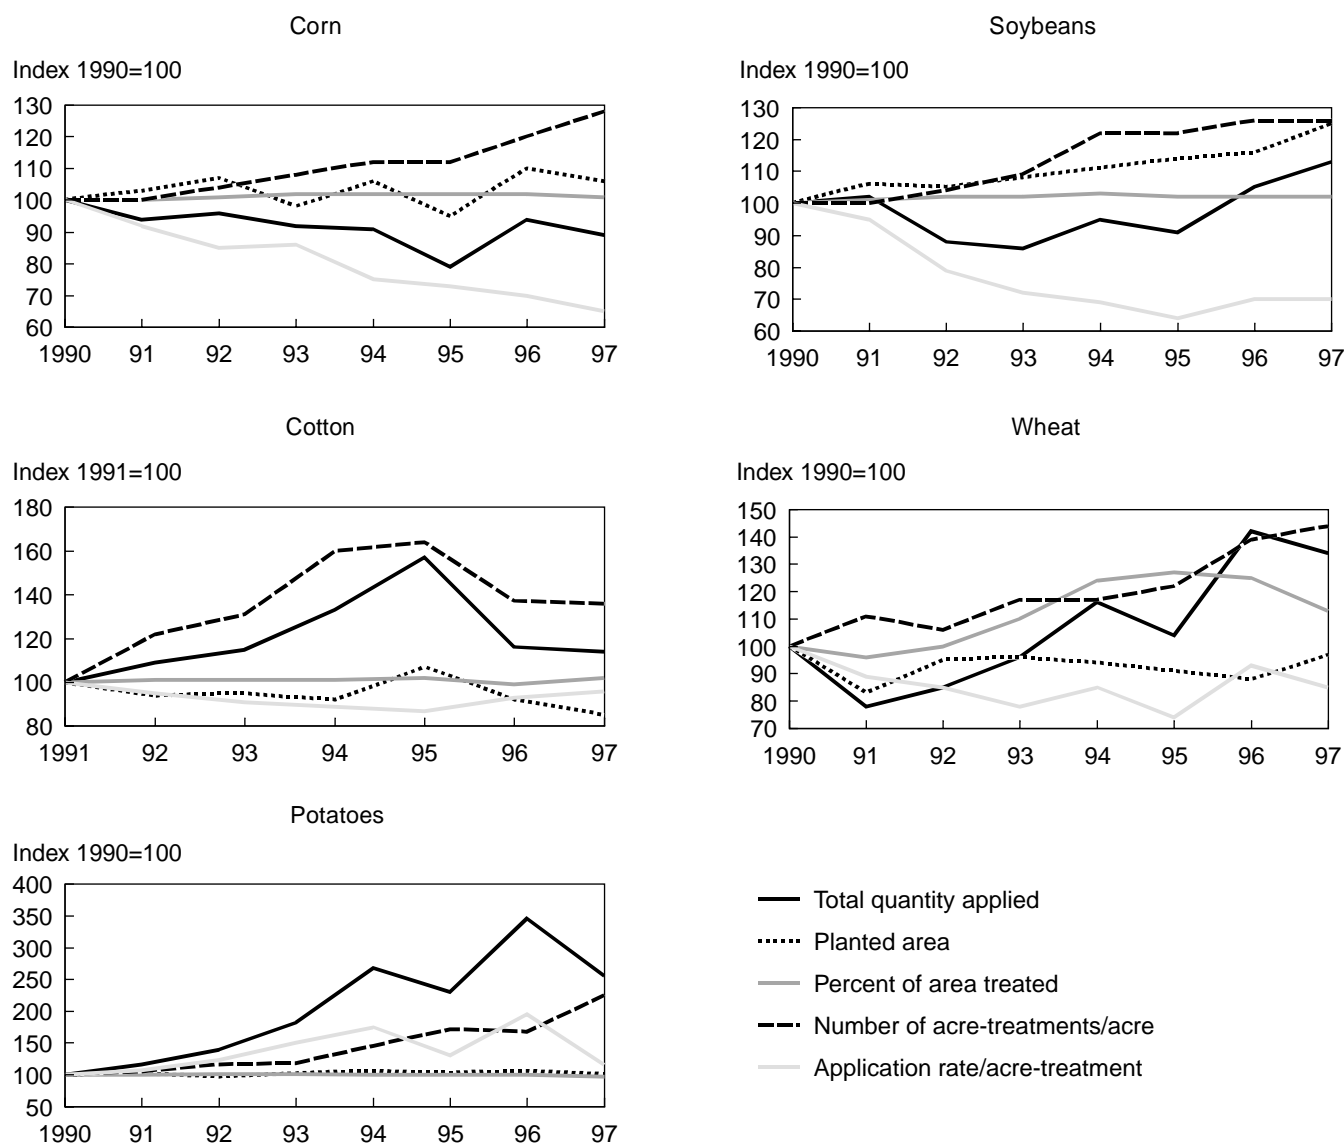 Corn
Index 1990=100
130
120
110
100
90
80
70
60
1990 91 92 93 94 95 96 97
Soybeans
Index 1990=100
130
120
110
100
90
80
70
60
1990 91 92 93 94 95 96 97
Cotton
Index 1991=100
180
160
140
120
100
80
1991 92 93 94 95 96 97
Wheat
Index 1990=100
150
140
130
120
110
100
90
80
70
1990 91 92 93 94 95 96 97
Potatoes
Index 1990=100
400
350
300
250
200
150
100
50
1990 91 92 93 94 95 96 97
Total quantity applied
Planted area
Percent of area treated
Number of acre-treatments/acre
Application rate/acre-treatment